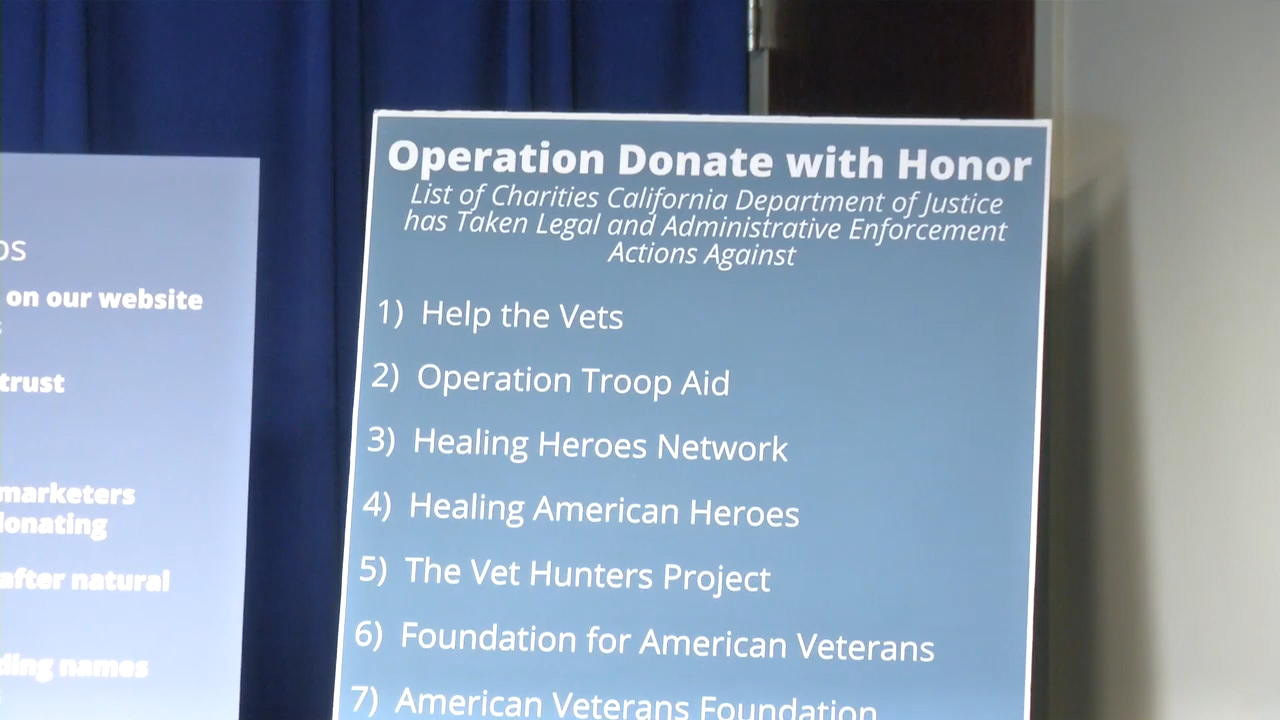 os
on our website
trust
marketers
donating
after natural
names
Operation Donate with Honor
List of Charities California Department of Justice
has Taken Legal and Administrative Enforcement
Actions Against
1) Help the Vets
2) Operation Troop Aid
3) Healing Heroes Network
4) Healing American Heroes
5) The Vet Hunters Project
6) Foundation for American Veterans
7) American Veterans Foundation